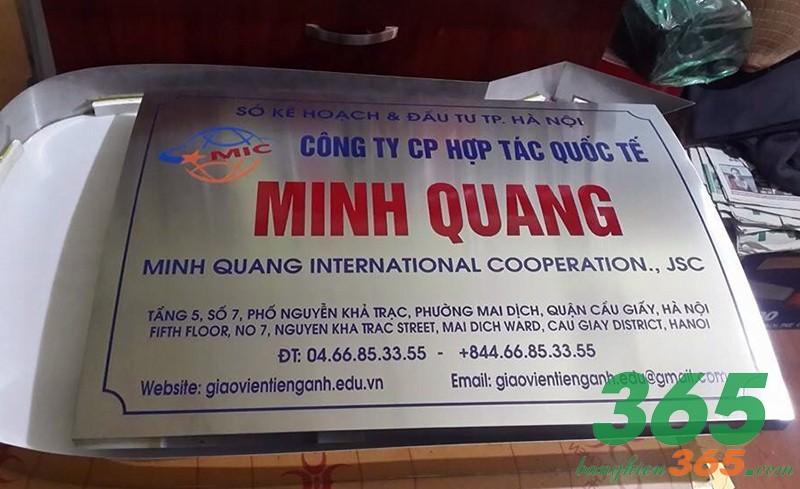 SỞ KẾ HOẠCH & ĐẦU TƯ TP. HÀ NỘI
MIC
CÔNG TY CP HỢP TÁC QUỐC TẾ
MINH QUANG
MINH QUANG INTERNATIONAL COOPERATION., JSC
TẦNG 5, SỐ 7, PHỐ NGUYỄN KHẢ TRẠC, PHƯỜNG MAI DỊCH, QUẬN CẦU GIẤY, HÀ NỘI
FIFTH FLOOR, NO 7, NGUYEN KHA TRAC STREET, MAI DICH WARD, CAU GIAY DISTRICT, HANOI
ĐT: 04.66.85.33.55 - +844.66.85.33.55
Website: giaovientienganh.edu.vn Email: giaovientienganh.edu@gmail.com
365
banghieu365.com